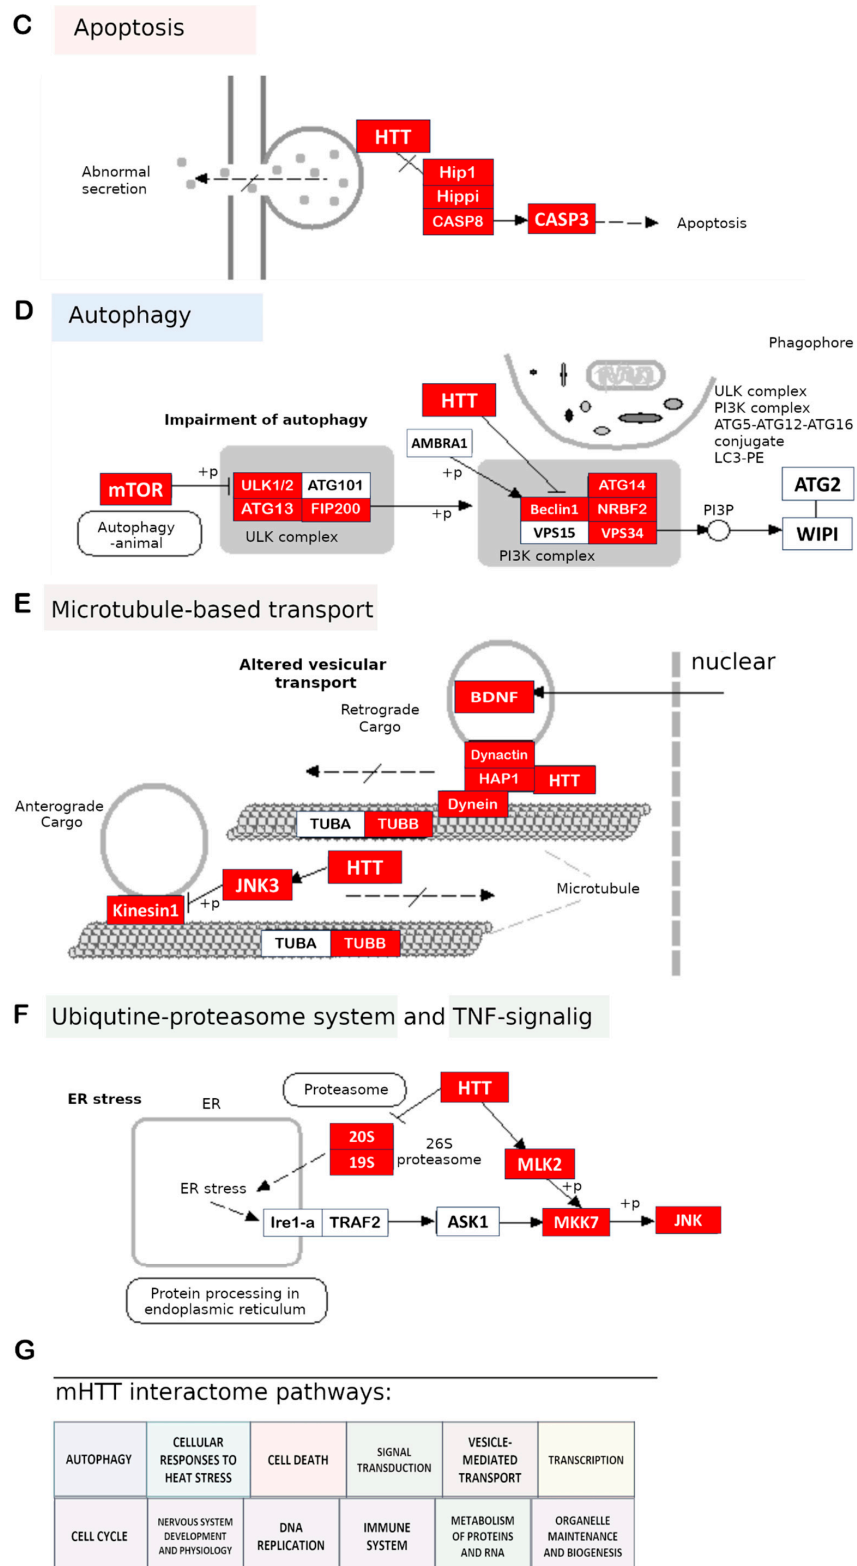 C Apoptosis
HTT
Abnormal
secretion
Hip1
Hippi
CASP8
CASP3
Apoptosis
D Autophagy
Phagophore
ULK complex
PI3K complex
ATG5-ATG12-ATG16
conjugate
LC3-PE
HTT
Impairment of autophagy
AMBRA1
+p
+p
mTOR
ULK1/2 ATG101
ATG13 FIP200
ULK complex
Autophagy
-animal
+p
ATG14
Beclin1 NRBF2
VPS15 VPS34
PI3K complex
PI3P
ATG2
WIPI
E Microtubule-based transport
Altered vesicular
transport
nuclear
BDNF
Retrograde
Cargo
Dynactin
HAP1 HTT
Dynein
Anterograde
Cargo
TUBA TUBB
HTT
JNK3
+p
Kinesin1
Microtubule
TUBA TUBB
F Ubiqutine-proteasome system and TNF-signalig
ER stress
ER
Proteasome
HTT
20S
19S
26S
proteasome
MLK2
+p
ER stress
Ire1-a TRAF2
ASK1
MKK7
+p
JNK
Protein processing in
endoplasmic reticulum
G
mHTT interactome pathways:
AUTOPHAGY
CELLULAR
RESPONSES TO
HEAT STRESS
CELL DEATH
SIGNAL
TRANSDUCTION
VESICLE-
MEDIATED
TRANSPORT
TRANSCRIPTION
CELL CYCLE
NERVOUS SYSTEM
DEVELOPMENT
AND PHYSIOLOGY
DNA
REPLICATION
IMMUNE
SYSTEM
METABOLISM
OF PROTEINS
AND RNA
ORGANELLE
MAINTENANCE
AND BIOGENESIS